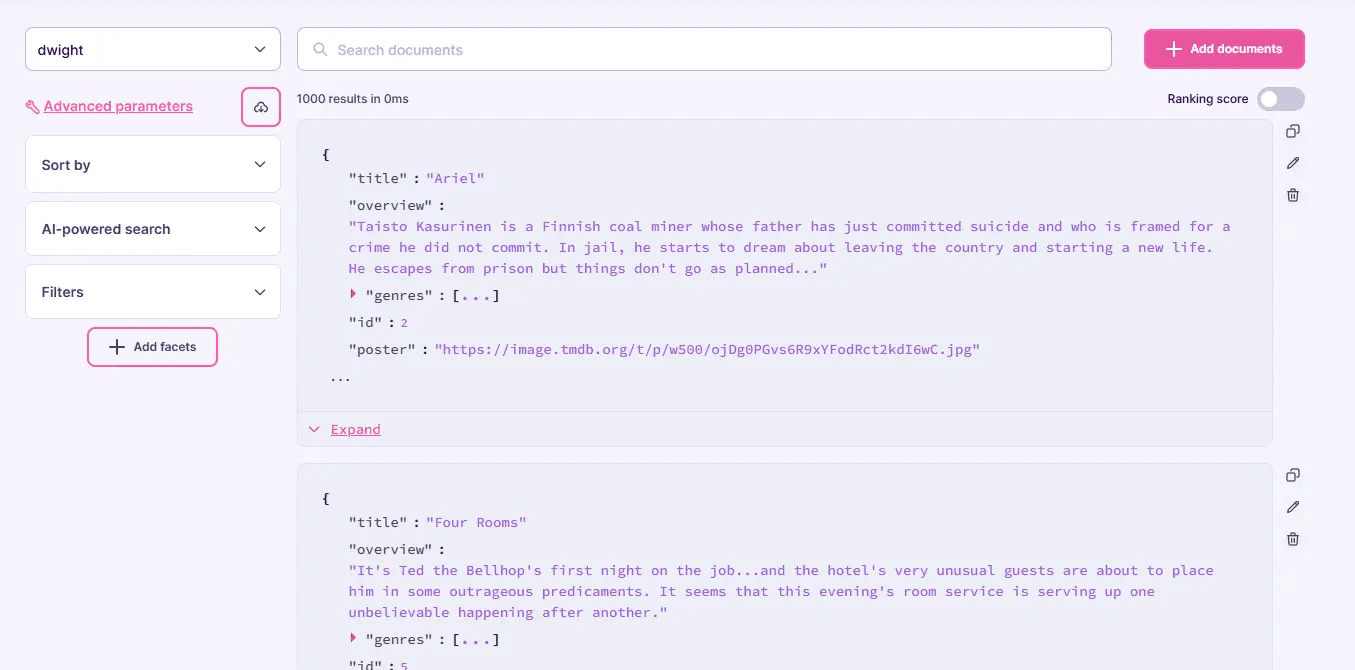 dwight
Search documents
Add documents
Advanced parameters
1000 results in 0ms
Ranking score
Sort by
AI-powered search
Filters
Add facets
{
"title" : "Ariel"
"overview" :
"Taisto Kasurinen is a Finnish coal miner whose father has just committed suicide and who is framed for a
crime he did not commit. In jail, he starts to dream about leaving the country and starting a new life.
He escapes from prison but things don't go as planned..."
"genres" : [...]
"id" : 2
"poster" : "https://image.tmdb.org/t/p/w500/ojDg0PGvs6R9xYFodRct2kdI6wC.jpg"
...
Expand
{
"title" : "Four Rooms"
"overview" :
"It's Ted the Bellhop's first night on the job...and the hotel's very unusual guests are about to place
him in some outrageous predicaments. It seems that this evening's room service is serving up one
unbelievable happening after another."
"genres" : [...]
"id" : 5